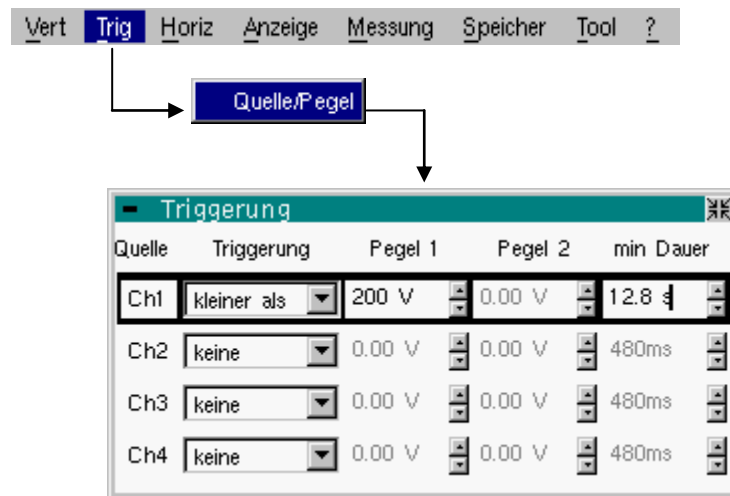 Vert Trig Horiz Anzeige Messung Speicher Tool ?
Quelle/Pegel
Triggerung
Quelle Triggerung Pegel 1 Pegel 2 min Dauer
Ch1 kleiner als 200 V 0.00 V 12.8 s
Ch2 keine 0.00 V 0.00 V 480ms
Ch3 keine 0.00 V 0.00 V 480ms
Ch4 keine 0.00 V 0.00 V 480ms